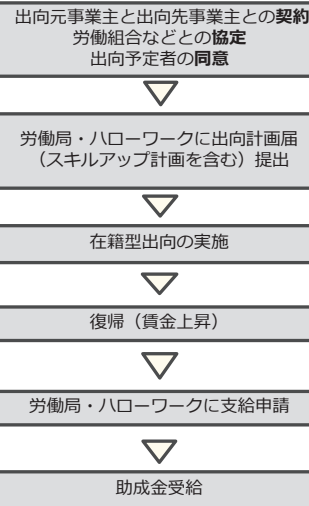 出向元事業主と出向先事業主との契約
労働組合などとの協定
出向予定者の同意
労働局・ハローワークに出向計画届
（スキルアップ計画を含む）提出
在籍型出向の実施
復帰（賃金上昇）
労働局・ハローワークに支給申請
助成金受給